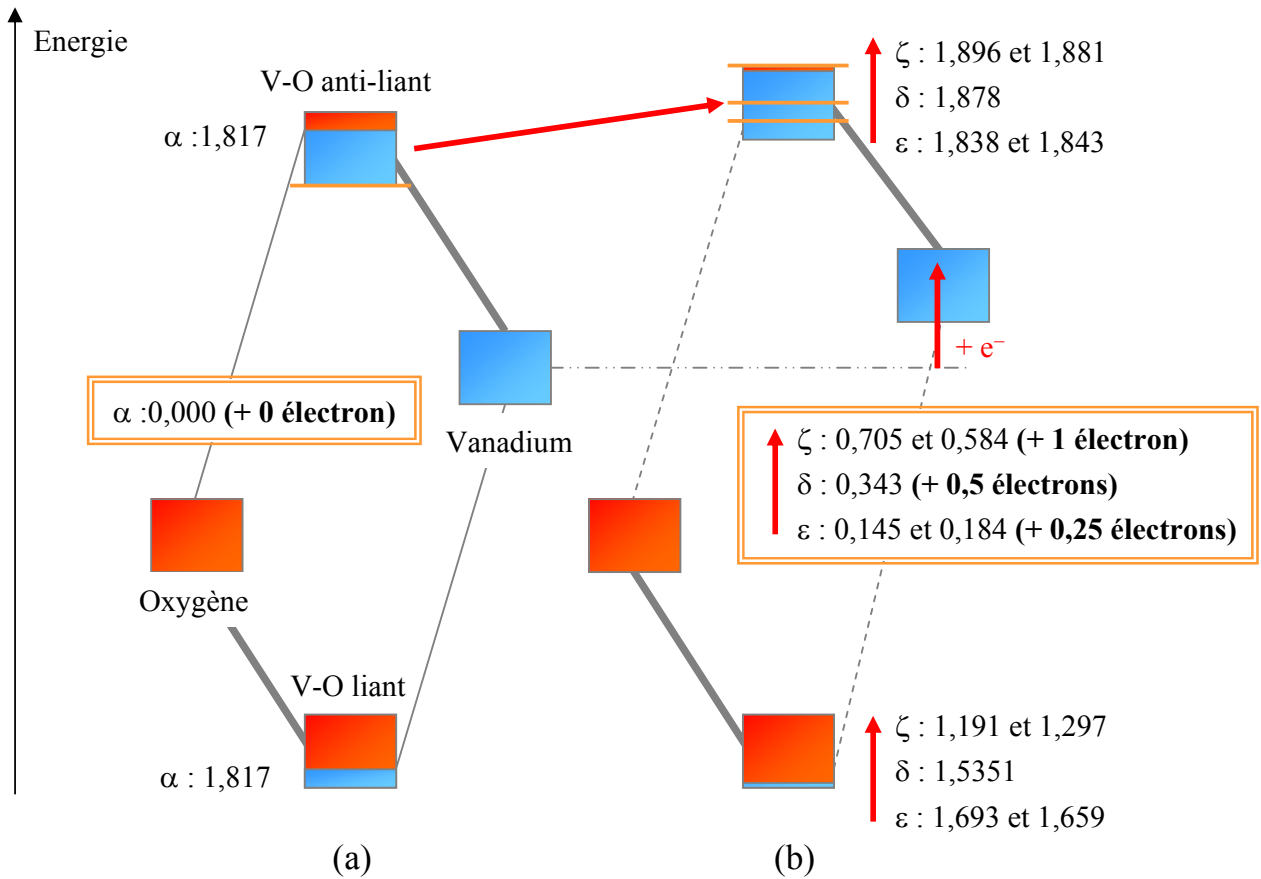 Energie
V-O anti-liant
α :1,817
ζ : 1,896 et 1,881
δ : 1,878
ε : 1,838 et 1,843
+ e⁻
α :0,000 (+ 0 électron)
Vanadium
ζ : 0,705 et 0,584 (+ 1 électron)
δ : 0,343 (+ 0,5 électrons)
ε : 0,145 et 0,184 (+ 0,25 électrons)
Oxygène
V-O liant
α : 1,817
ζ : 1,191 et 1,297
δ : 1,5351
ε : 1,693 et 1,659
(a)
(b)